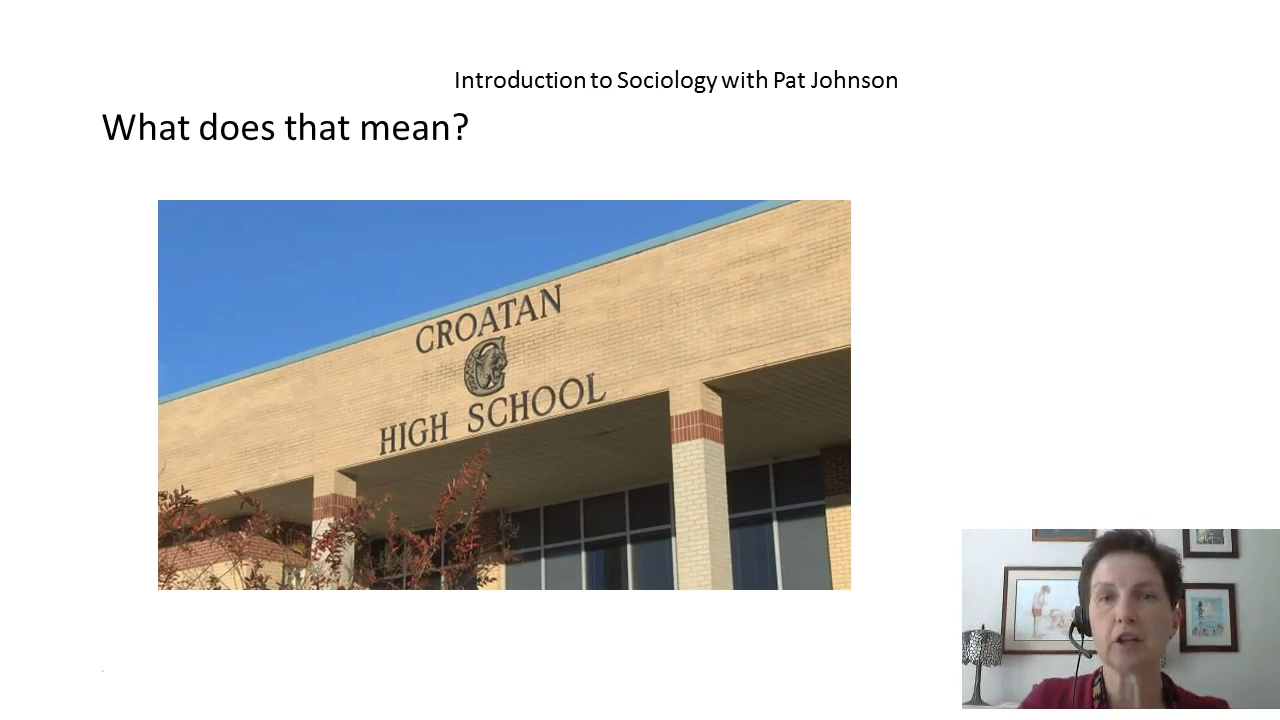 Introduction to Sociology with Pat Johnson
What does that mean?
CROATAN
C
HIGH SCHOOL